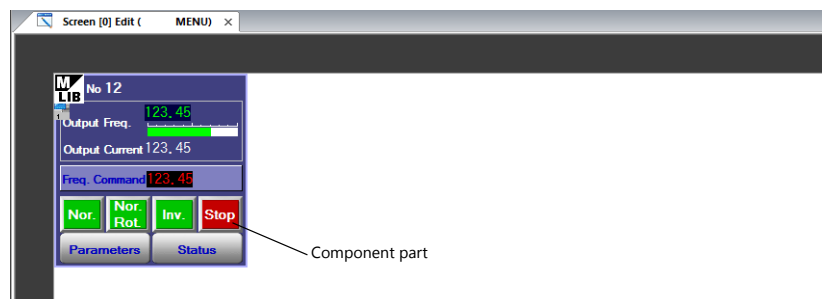 Screen [0] Edit ( MENU) ×
M
LIB
No 12
1
Output Freq. 123.45
Output Current 123.45
Freq. Command 123.45
Nor. Nor. Rot. Inv. Stop
Parameters Status
Component part